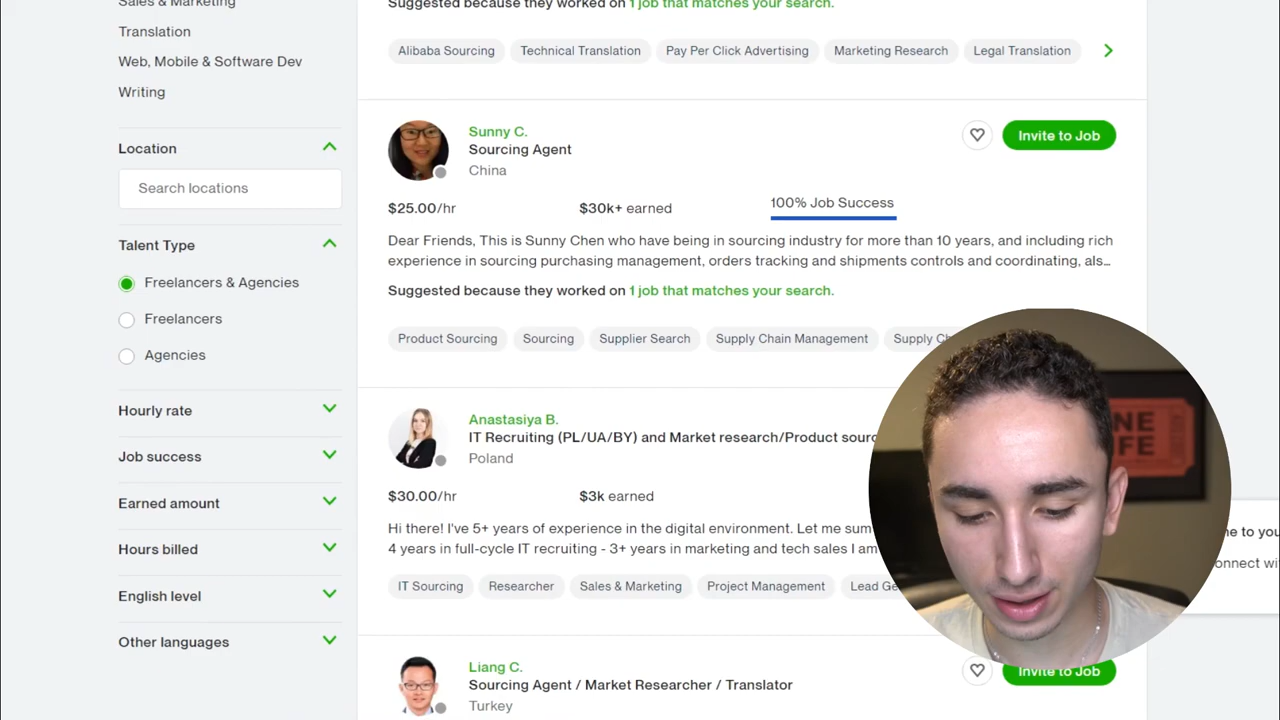 Sales & Marketing
Translation
Web, Mobile & Software Dev
Writing
Location
Search locations
Talent Type
Freelancers & Agencies
Freelancers
Agencies
Hourly rate
Job success
Earned amount
Hours billed
English level
Other languages
Suggested because they worked on 1 job that matches your search.
Alibaba Sourcing Technical Translation Pay Per Click Advertising Marketing Research Legal Translation
Sunny C.
Sourcing Agent
China
Invite to Job
$25.00/hr $30k+ earned 100% Job Success
Dear Friends, This is Sunny Chen who have being in sourcing industry for more than 10 years, and including rich
experience in sourcing purchasing management, orders tracking and shipments controls and coordinating, als...
Suggested because they worked on 1 job that matches your search.
Product Sourcing Sourcing Supplier Search Supply Chain Management Supply
Anastasiya B.
IT Recruiting (PL/UA/BY) and Market research/Product
Poland
$30.00/hr $3k earned
Hi there! I've 5+ years of experience in the digital environment. Let me
4 years in full-cycle IT recruiting - 3+ years in marketing and tech sales I am
IT Sourcing Researcher Sales & Marketing Project Management Lead
Liang C.
Sourcing Agent / Market Researcher / Translator
Turkey
Invite to Job